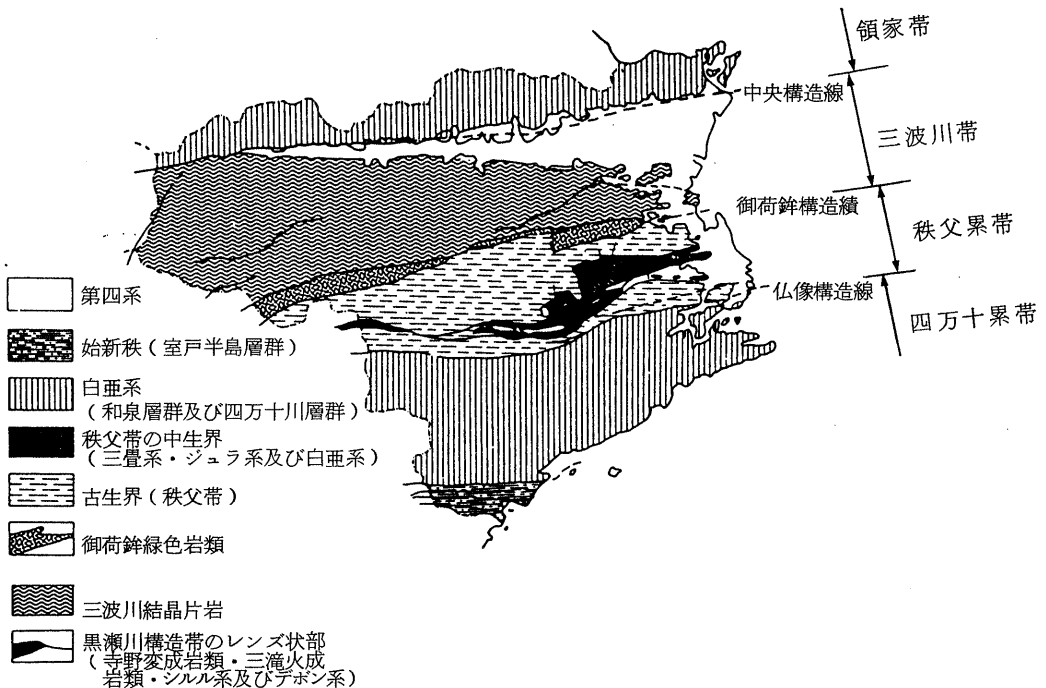 領家帯
中央構造線
三波川帯
御荷鉾構造績
秩父累帯
仏像構造線
四万十累帯
第四系
始新秩(室戸半島層群)
白亜系
(和泉層群及び四万十川層群)
秩父帯の中生界
(三畳系・ジュラ系及び白亜系)
古生界(秩父帯)
御荷鉾緑色岩類
三波川結晶片岩
黒瀬川構造帯のレンズ状部
(寺野変成岩類・三滝火成
岩類・シルル系及びデボン系)